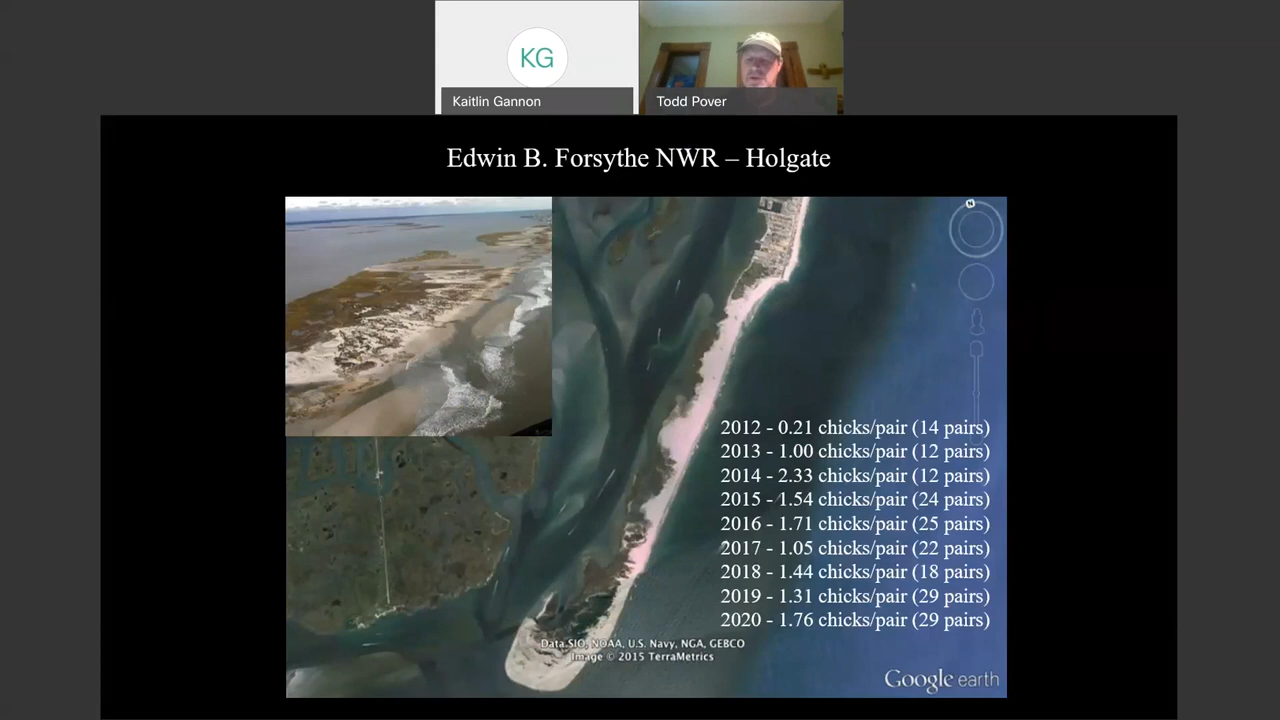 KG
Kaitlin Gannon
Todd Pover
Edwin B. Forsythe NWR – Holgate
N
2012 - 0.21 chicks/pair (14 pairs)
2013 - 1.00 chicks/pair (12 pairs)
2014 - 2.33 chicks/pair (12 pairs)
2015 - 1.54 chicks/pair (24 pairs)
2016 - 1.71 chicks/pair (25 pairs)
2017 - 1.05 chicks/pair (22 pairs)
2018 - 1.44 chicks/pair (18 pairs)
2019 - 1.31 chicks/pair (29 pairs)
2020 - 1.76 chicks/pair (29 pairs)
Data SIO, NOAA, U.S. Navy, NGA, GEBCO
Image © 2015 TerraMetrics
Google earth